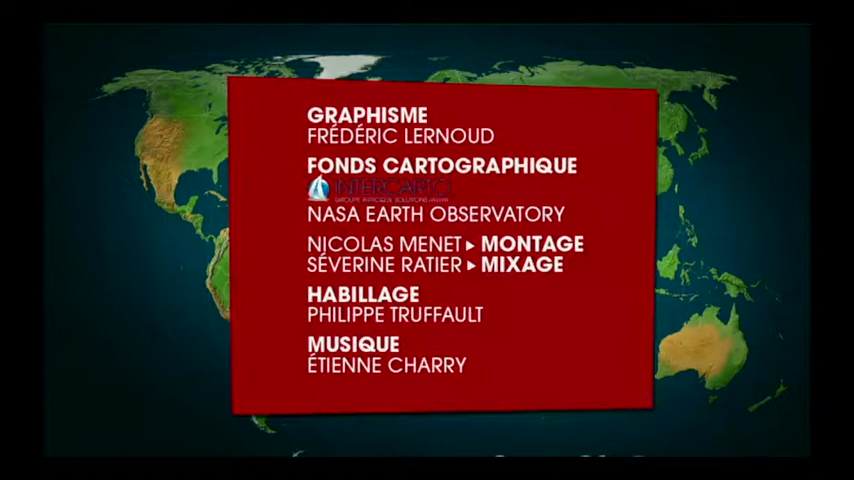 GRAPHISME
FRÉDÉRIC LERNOUD
FONDS CARTOGRAPHIQUE
INTERCARTO
NASA EARTH OBSERVATORY
NICOLAS MENET ▸ MONTAGE
SÉVERINE RATIER ▸ MIXAGE
HABILLAGE
PHILIPPE TRUFFAULT
MUSIQUE
ÉTIENNE CHARRY